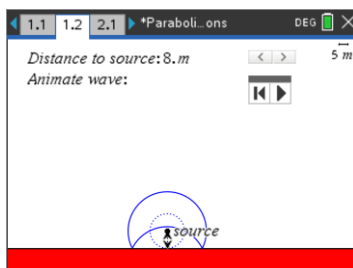 1.1 1.2 2.1 *Paraboli...ons DEG
Distance to source:8.m
5 m
Animate wave:
source